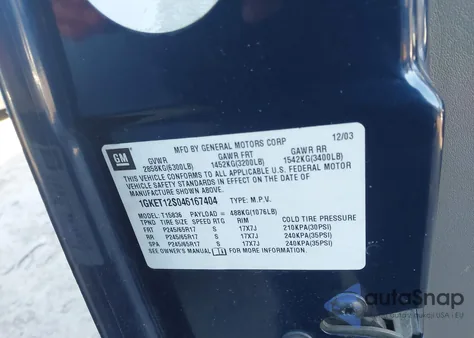 GM
MFD BY GENERAL MOTORS CORP 12/03
GVWR GAWR FRT GAWR RR
2858KG(6300LB) 1452KG(3200LB) 1542KG(3400LB)
THIS VEHICLE CONFORMS TO ALL APPLICABLE U.S. FEDERAL MOTOR
VEHICLE SAFETY STANDARDS IN EFFECT ON THE DATE OF
MANUFACTURE SHOWN ABOVE.
1GKET12S046167404 TYPE: M.P.V.
MODEL: T15836 PAYLOAD = 488KG(1076LB)
TPMD TIRE SIZE SPEED RTG RIM COLD TIRE PRESSURE
FRT P245/65R17 S 17X7J 210KPA(30PSI)
RR P245/65R17 S 17X7J 240KPA(35PSI)
SPA P245/65R17 S 17X7J 240KPA(35PSI)
SEE OWNER'S MANUAL FOR MORE INFORMATION.
autoSnap